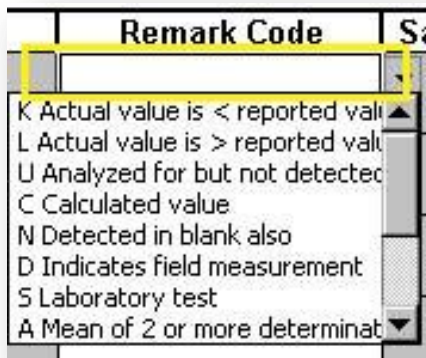 Remark Code Sa
K Actual value is < reported valu
L Actual value is > reported valu
U Analyzed for but not detected
C Calculated value
N Detected in blank also
D Indicates field measurement
S Laboratory test
A Mean of 2 or more determinat